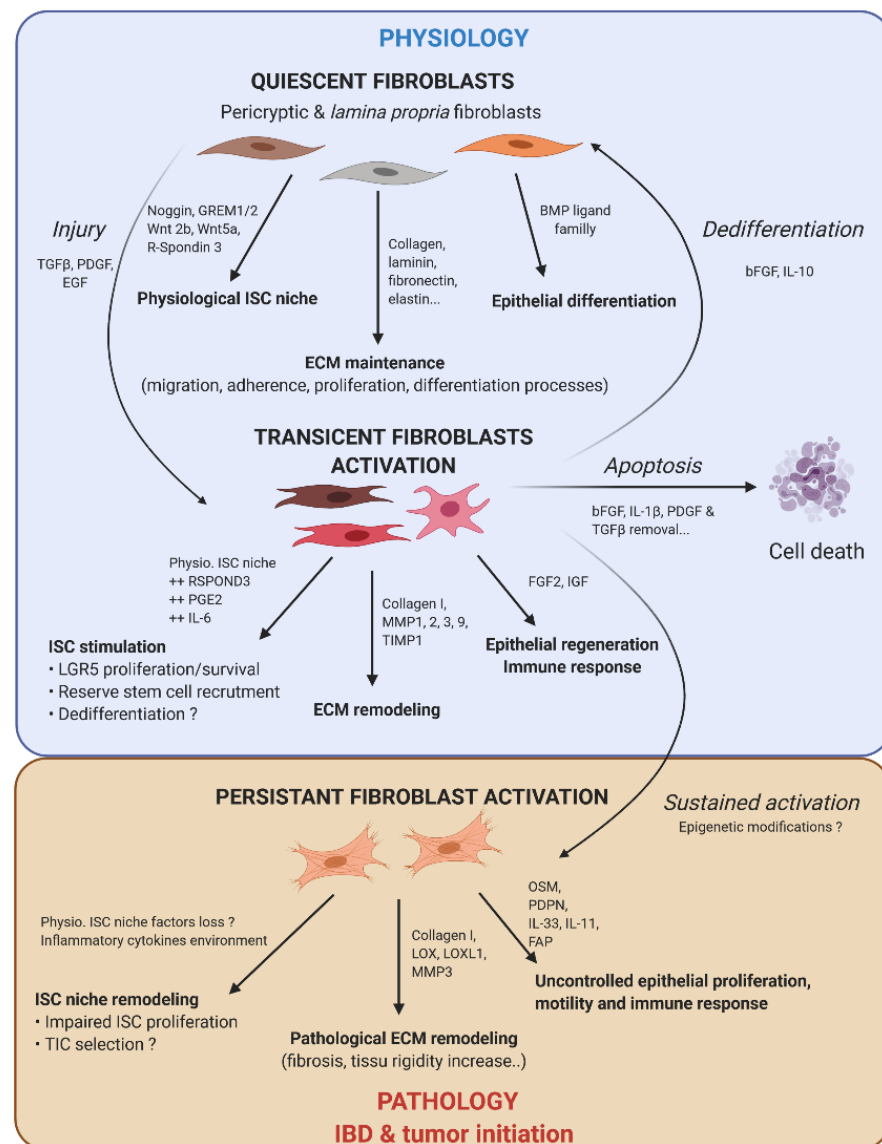 PHYSIOLOGY
QUIESCENT FIBROBLASTS
Pericryptic & lamina propria fibroblasts
Injury
TGFβ, PDGF,
EGF
Noggin, GREM1/2
Wnt 2b, Wnt5a,
R-Spondin 3
Physiological ISC niche
Collagen,
laminin,
fibronectin,
elastin...
BMP ligand
familly
Epithelial differentiation
Dedifferentiation
bFGF, IL-10
ECM maintenance
(migration, adherence, proliferation, differentiation processes)
TRANSICENT FIBROBLASTS
ACTIVATION
Apoptosis
bFGF, IL-1β, PDGF &
TGFβ removal...
Cell death
Physio. ISC niche
++ RSPOND3
++ PGE2
++ IL-6
ISC stimulation
• LGR5 proliferation/survival
• Reserve stem cell recrutment
• Dedifferentiation ?
Collagen I,
MMP1, 2, 3, 9,
TIMP1
ECM remodeling
FGF2, IGF
Epithelial regeneration
Immune response
PERSISTANT FIBROBLAST ACTIVATION
Sustained activation
Epigenetic modifications ?
Physio. ISC niche factors loss ?
Inflammatory cytokines environment
ISC niche remodeling
• Impaired ISC proliferation
• TIC selection ?
Collagen I,
LOX, LOXL1,
MMP3
Pathological ECM remodeling
(fibrosis, tissu rigidity increase..)
OSM,
PDPN,
IL-33, IL-11,
FAP
Uncontrolled epithelial proliferation,
motility and immune response
PATHOLOGY
IBD & tumor initiation